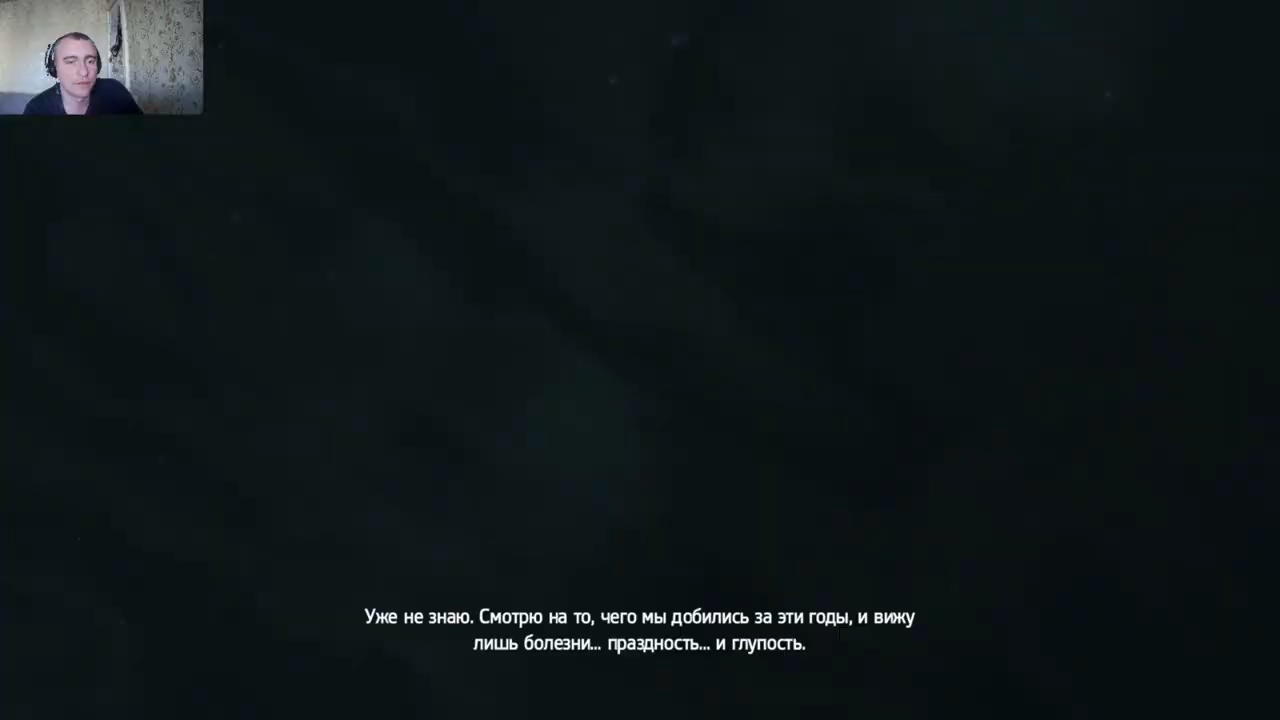 Уже не знаю. Смотрю на то, чего мы добились за эти годы, и вижу
лишь болезни... праздность... и глупость.